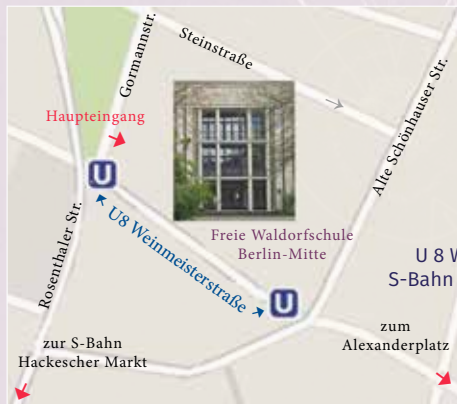 Gormannstr.
Steinstraße
Haupteingang
Alte Schönhauser Str.
U
U8 Weinmeisterstraße
Rosenthaler Str.
Freie Waldorfschule
Berlin-Mitte
U 8 W
S-Bahn
U
zur S-Bahn
Hackescher Markt
zum
Alexanderplatz